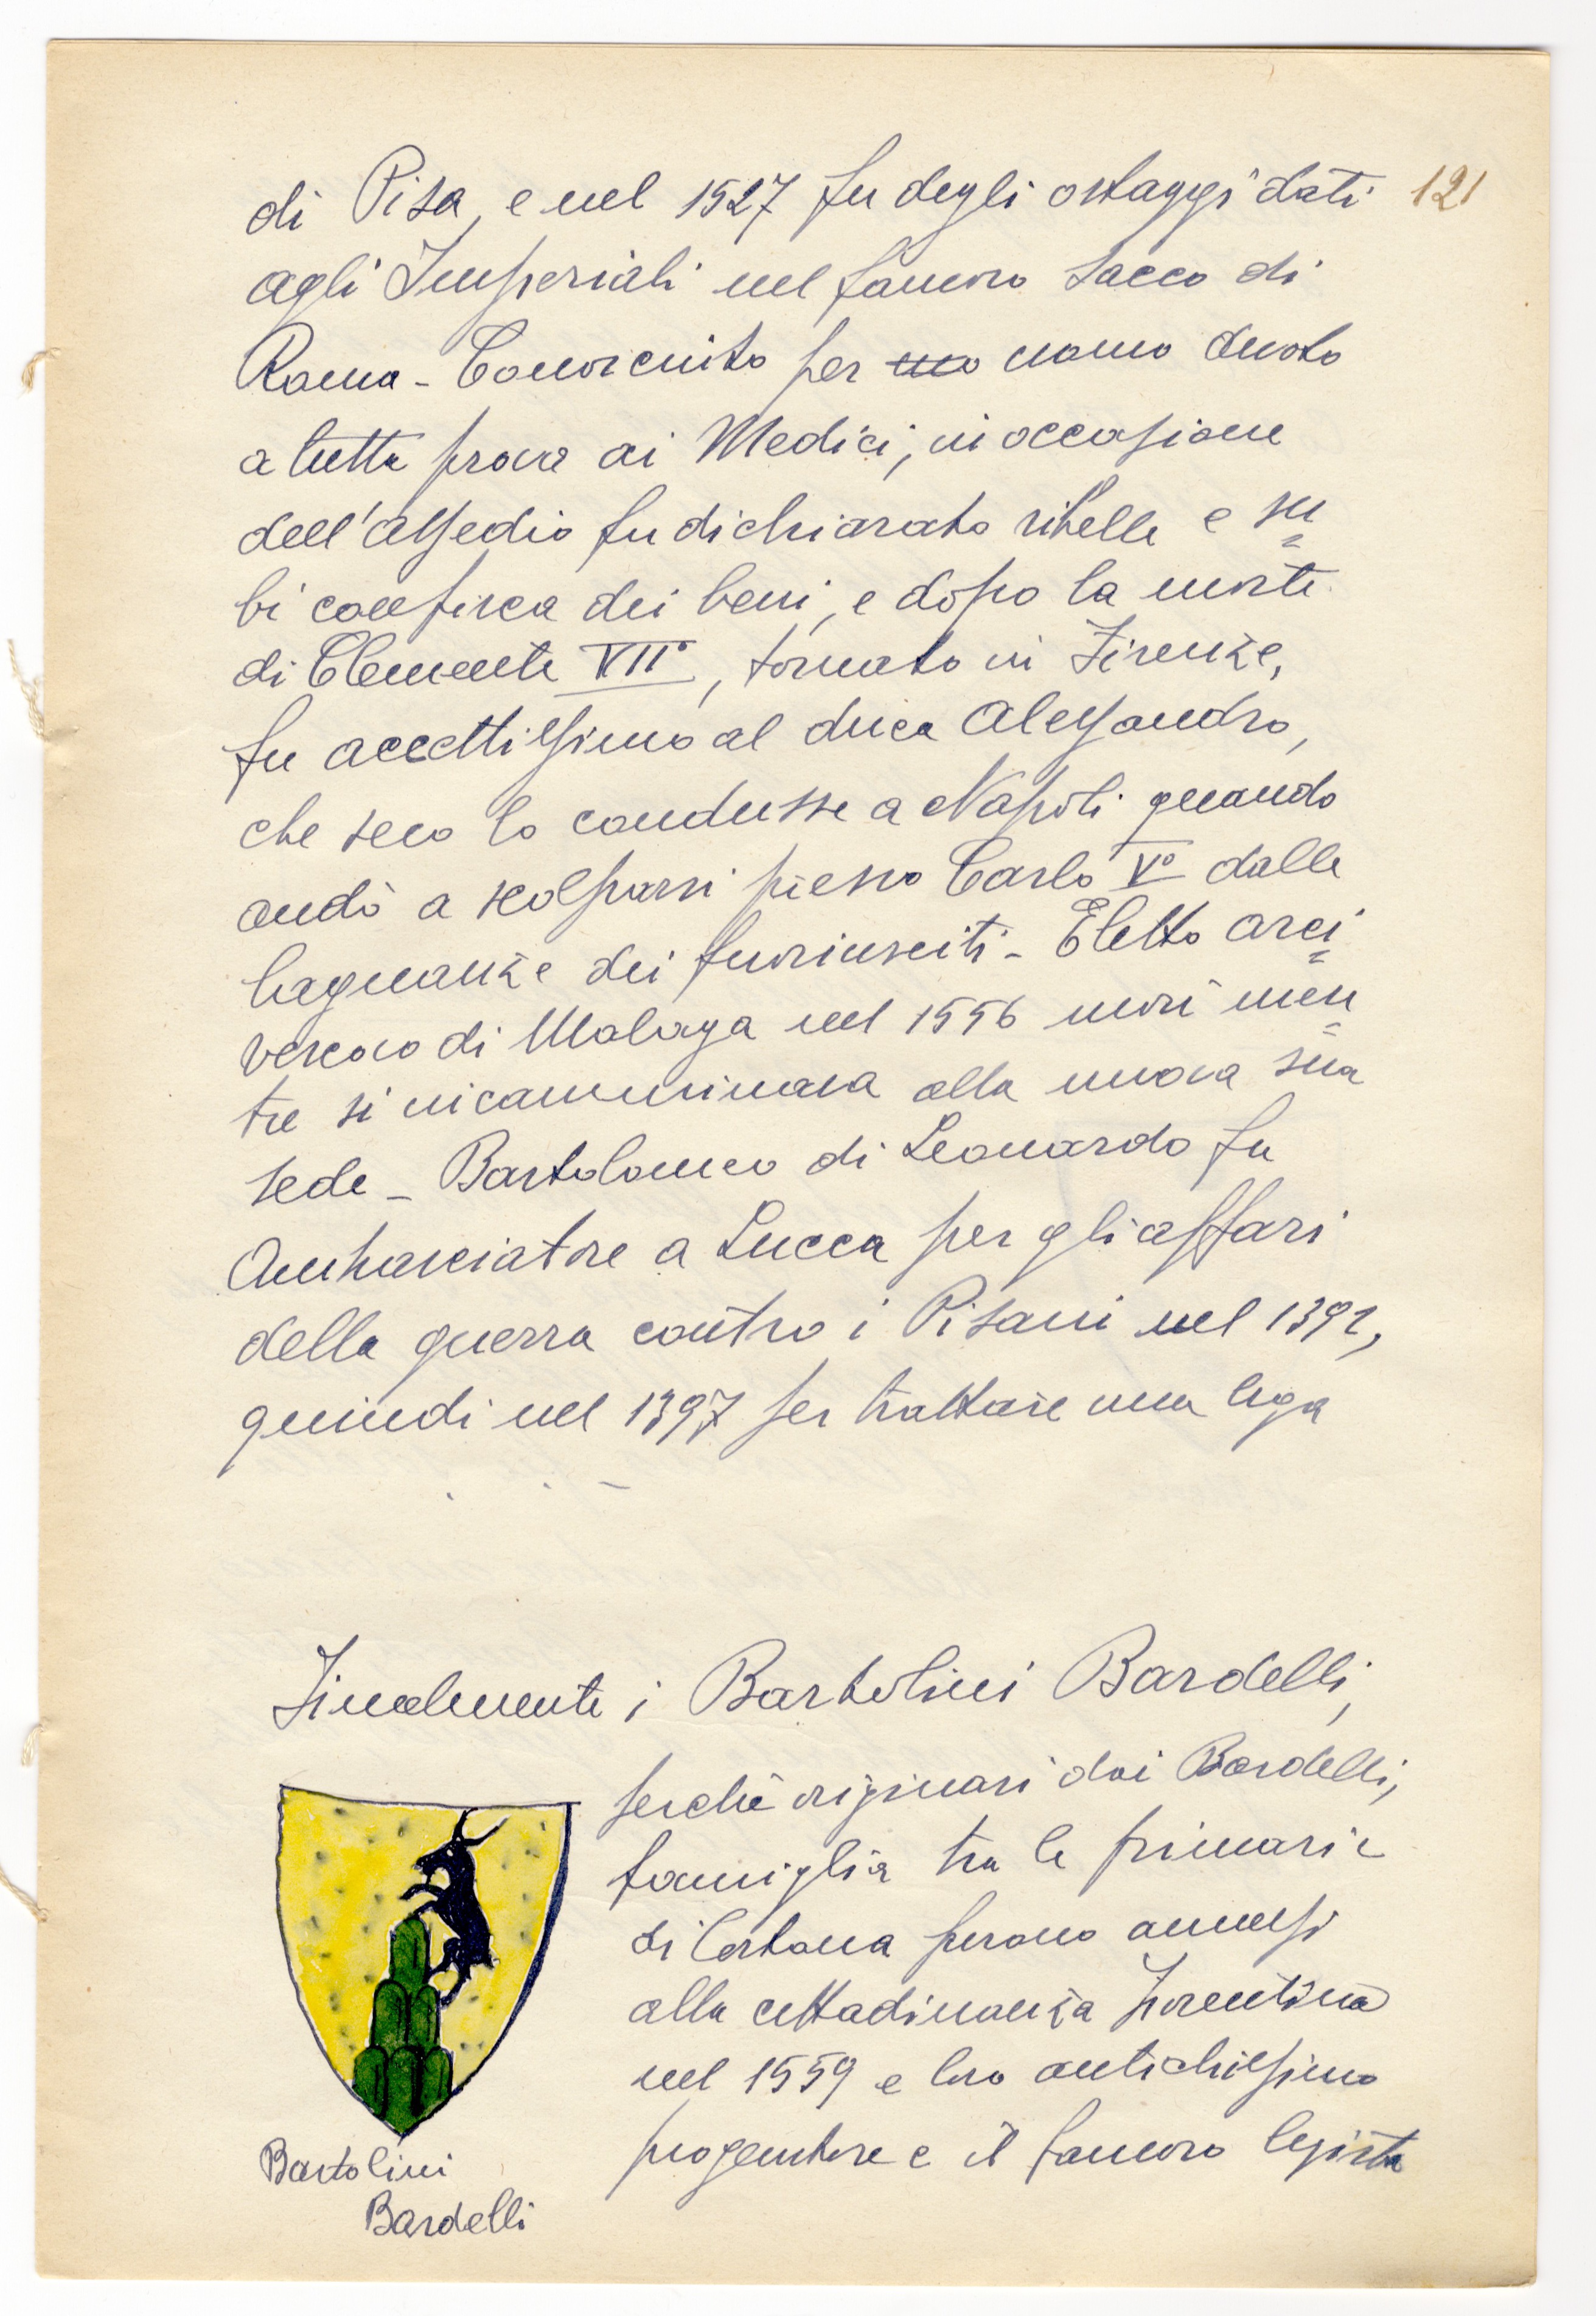 di Pisa, e nel 1527 fu degli ostaggi dati 121
agli Imperiali nel famoso sacco di
Roma - Conosciuto per uno uomo devoto
a tutta prova ai Medici, in occasione
dell'assedio fu dichiarato ribelle e su
bì confisca dei beni, e dopo la morte
di Clemente VII°, tornato in Firenze,
fu accettissimo al duca Alessandro,
che seco lo condusse a Napoli quando
andò a scolparsi presso Carlo V° dalle
lagnanze dei fuoriusciti - Eletto arci
vescovo di Malaga nel 1556 morì men
tre si incamminava alla nuova sua
sede - Bartolomeo di Leonardo fu
Ambasciatore a Lucca per gli affari
della guerra contro i Pisani nel 1392,
quindi nel 1397 per trattare una lega
Finalmente i Bartolini Bardelli,
perchè originari dai Bardelli,
famiglia tra le primarie
di Cortona furono ammessi
alla cittadinanza fiorentina
nel 1559 e loro antichissimo
progenitore e il famoso legista
Bartolini
Bardelli